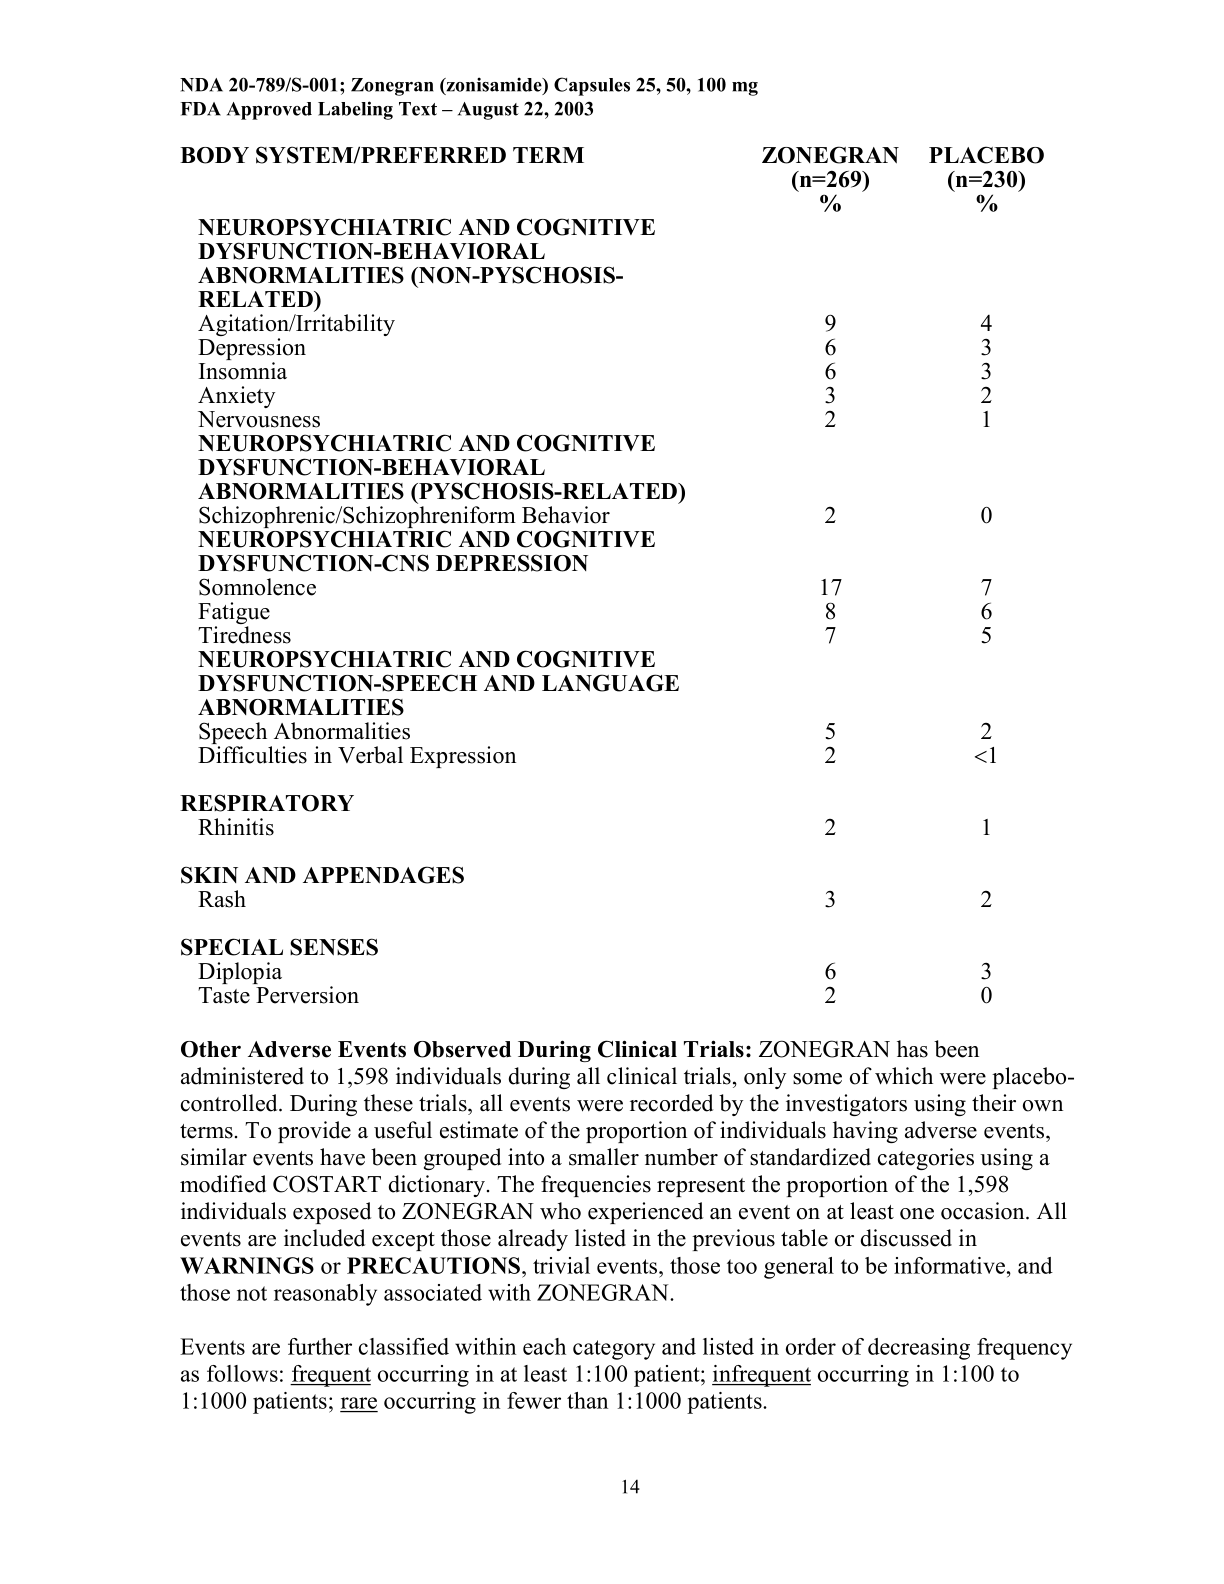 NDA 20-789/S-001; Zonegran (zonisamide) Capsules 25, 50, 100 mg
FDA Approved Labeling Text – August 22, 2003
BODY SYSTEM/PREFERRED TERM ZONEGRAN PLACEBO
(n=269) (n=230)
% %
NEUROPSYCHIATRIC AND COGNITIVE
DYSFUNCTION-BEHAVIORAL
ABNORMALITIES (NON-PYSCHOSIS-
RELATED)
Agitation/Irritability 9 4
Depression 6 3
Insomnia 6 3
Anxiety 3 2
Nervousness 2 1
NEUROPSYCHIATRIC AND COGNITIVE
DYSFUNCTION-BEHAVIORAL
ABNORMALITIES (PYSCHOSIS-RELATED)
Schizophrenic/Schizophreniform Behavior 2 0
NEUROPSYCHIATRIC AND COGNITIVE
DYSFUNCTION-CNS DEPRESSION
Somnolence 17 7
Fatigue 8 6
Tiredness 7 5
NEUROPSYCHIATRIC AND COGNITIVE
DYSFUNCTION-SPEECH AND LANGUAGE
ABNORMALITIES
Speech Abnormalities 5 2
Difficulties in Verbal Expression 2 <1
RESPIRATORY
Rhinitis 2 1
SKIN AND APPENDAGES
Rash 3 2
SPECIAL SENSES
Diplopia 6 3
Taste Perversion 2 0
Other Adverse Events Observed During Clinical Trials: ZONEGRAN has been
administered to 1,598 individuals during all clinical trials, only some of which were placebo-
controlled. During these trials, all events were recorded by the investigators using their own
terms. To provide a useful estimate of the proportion of individuals having adverse events,
similar events have been grouped into a smaller number of standardized categories using a
modified COSTART dictionary. The frequencies represent the proportion of the 1,598
individuals exposed to ZONEGRAN who experienced an event on at least one occasion. All
events are included except those already listed in the previous table or discussed in
WARNINGS or PRECAUTIONS, trivial events, those too general to be informative, and
those not reasonably associated with ZONEGRAN.
Events are further classified within each category and listed in order of decreasing frequency
as follows: frequent occurring in at least 1:100 patient; infrequent occurring in 1:100 to
1:1000 patients; rare occurring in fewer than 1:1000 patients.
14